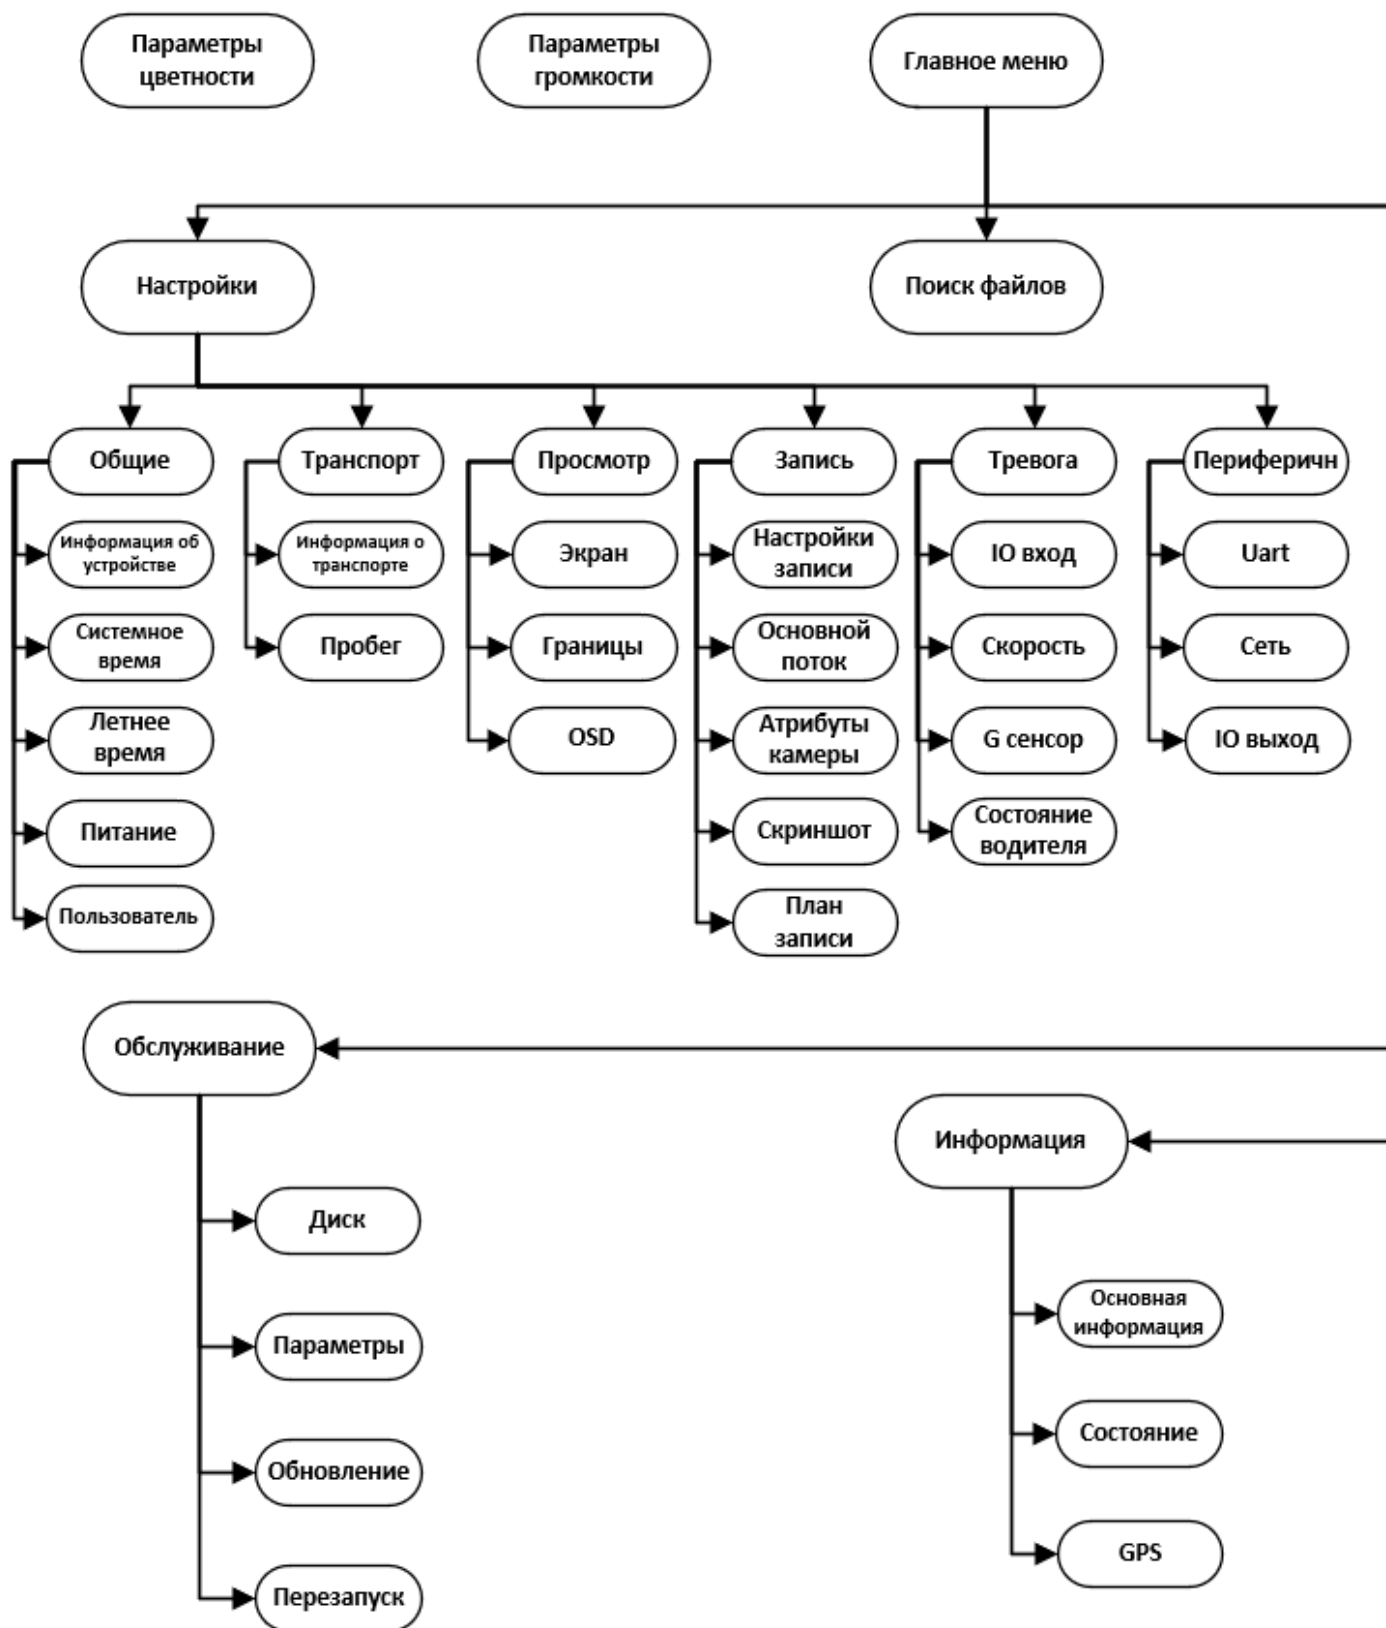 Параметры
цветности
Параметры
громкости
Главное меню
Настройки
Поиск файлов
Общие
Транспорт
Просмотр
Запись
Тревога
Периферичн
Информация об
устройстве
Информация о
транспорте
Экран
Настройки
записи
IO вход
Uart
Системное
время
Пробег
Границы
Основной
поток
Скорость
Сеть
Летнее
время
OSD
Атрибуты
камеры
G сенсор
IO выход
Питание
Скриншот
Состояние
водителя
Пользователь
План
записи
Обслуживание
Информация
Диск
Основная
информация
Параметры
Состояние
Обновление
GPS
Перезапуск